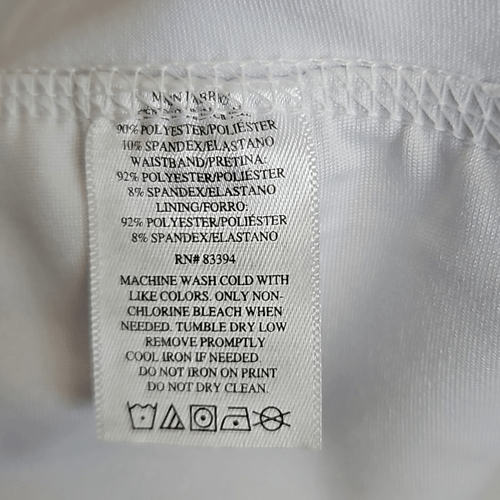 90% POLYESTER/POLIÉSTER
10% SPANDEX/ELASTANO
WAISTBAND/PRETINA:
92% POLYESTER/POLIÉSTER
8% SPANDEX/ELASTANO
LINING/FORRO:
92% POLYESTER/POLIÉSTER
8% SPANDEX/ELASTANO
RN# 83394
MACHINE WASH COLD WITH
LIKE COLORS. ONLY NON-
CHLORINE BLEACH WHEN
NEEDED. TUMBLE DRY LOW
REMOVE PROMPTLY
COOL IRON IF NEEDED.
DO NOT IRON ON PRINT
DO NOT DRY CLEAN.